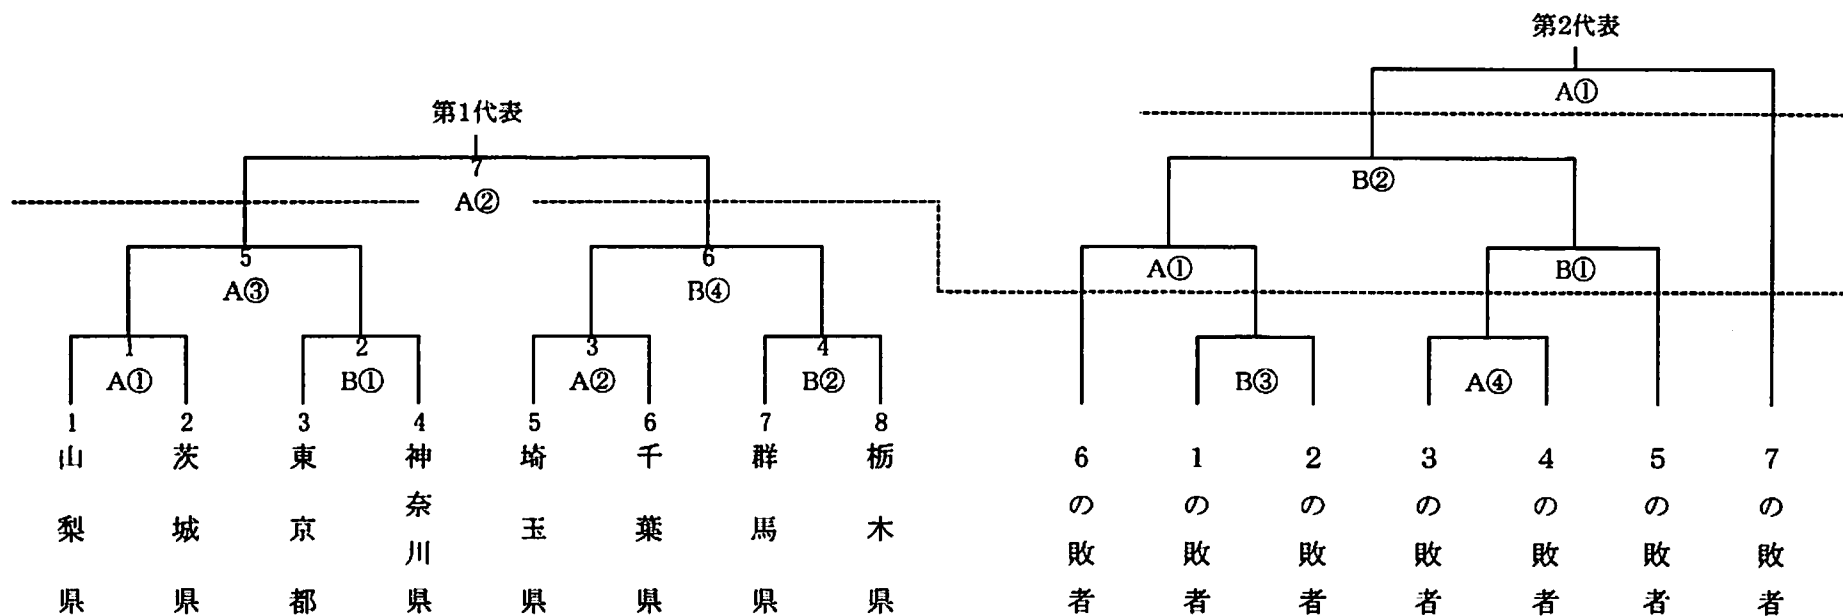 第2代表
A①
第1代表
7
A②
B②
5
6
A③
B④
A①
B①
1
2
3
4
A①
B①
A②
B②
B③
A④
1
2
3
4
5
6
7
8
山梨県
茨城県
東京都
神奈川県
埼玉県
千葉県
群馬県
栃木県
6の敗者
1の敗者
2の敗者
3の敗者
4の敗者
5の敗者
7の敗者